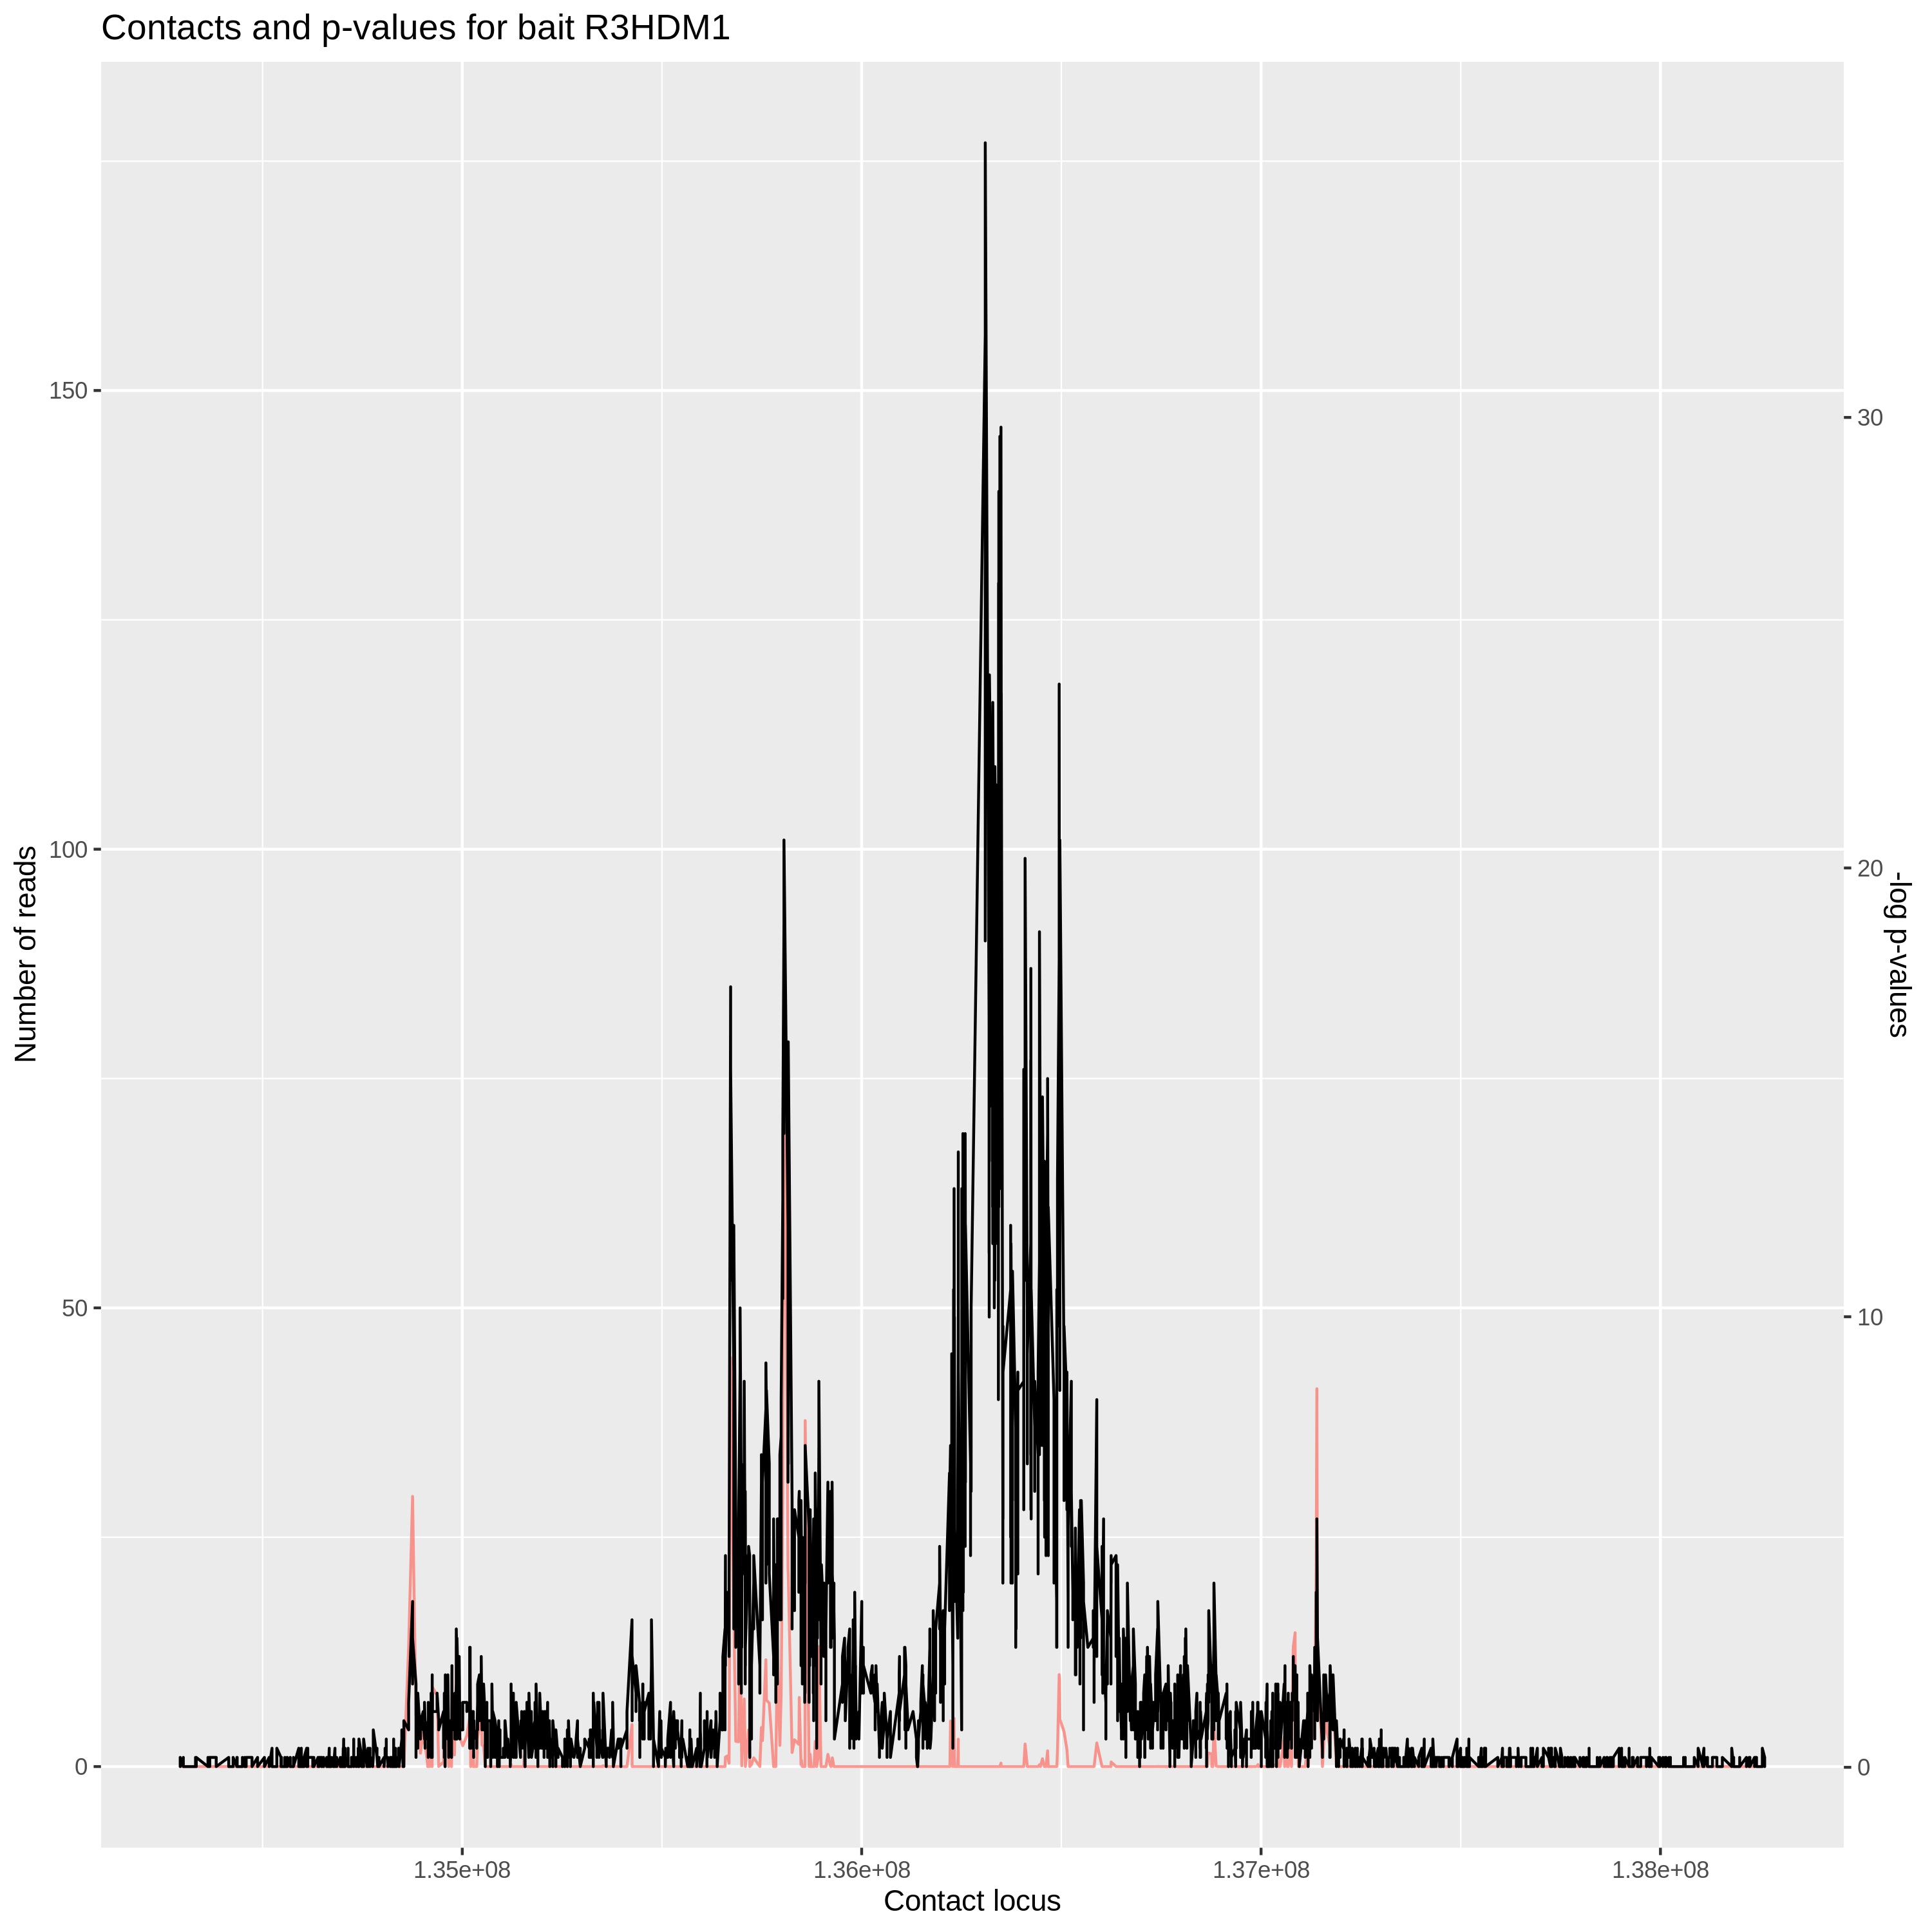 Contacts and p-values for bait R3HDM1
150
100
50
0
30
20
10
0
Number of reads
-log p-values
1.35e+08
1.36e+08
1.37e+08
1.38e+08
Contact locus